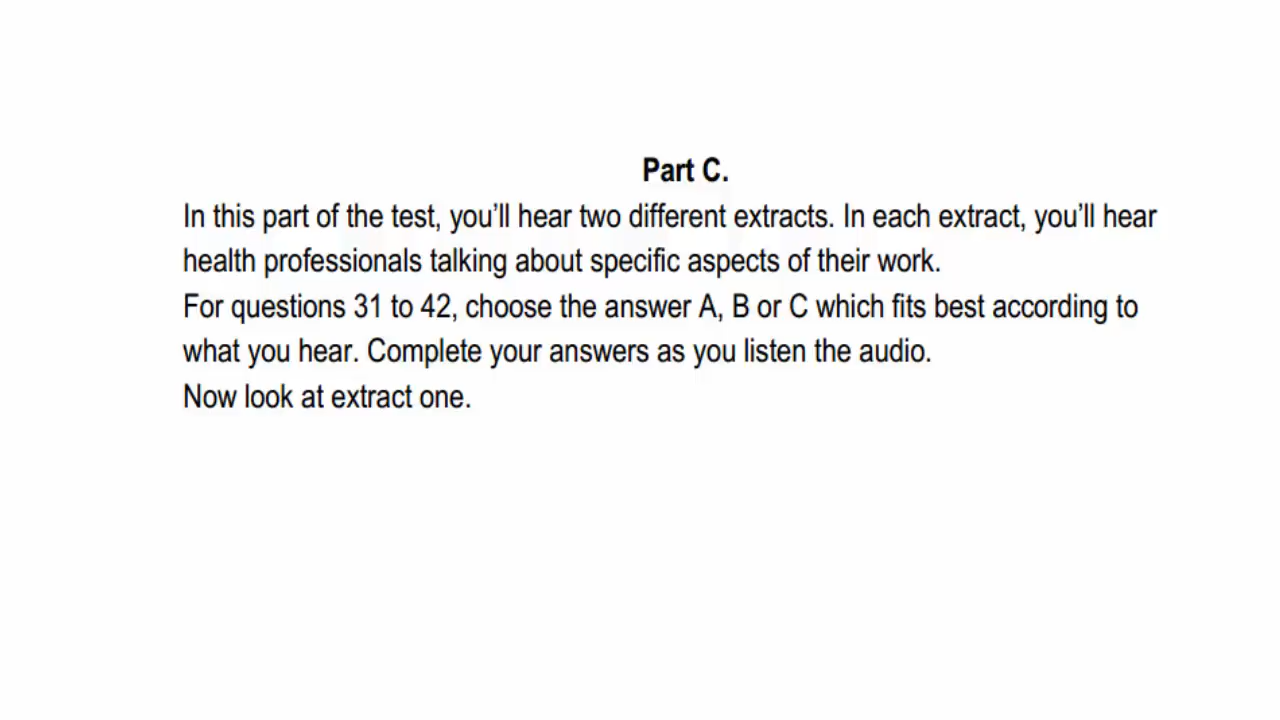 Part C.
In this part of the test, you’ll hear two different extracts. In each extract, you’ll hear
health professionals talking about specific aspects of their work.
For questions 31 to 42, choose the answer A, B or C which fits best according to
what you hear. Complete your answers as you listen the audio.
Now look at extract one.